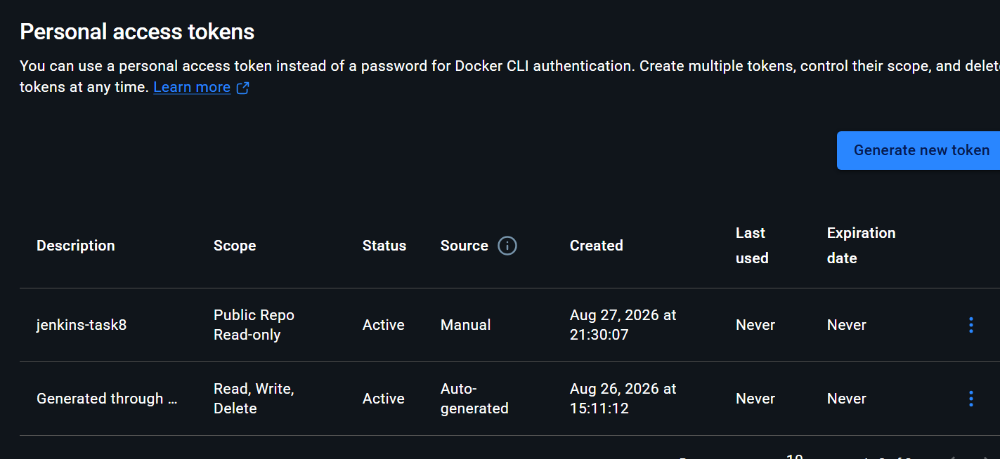 Personal access tokens
You can use a personal access token instead of a password for Docker CLI authentication. Create multiple tokens, control their scope, and delet
tokens at any time. Learn more
Generate new token
Description Scope Status Source Created Last used Expiration date
jenkins-task8 Public Repo Read-only Active Manual Aug 27, 2026 at 21:30:07 Never Never
Generated through ... Read, Write, Delete Active Auto-generated Aug 26, 2026 at 15:11:12 Never Never
10